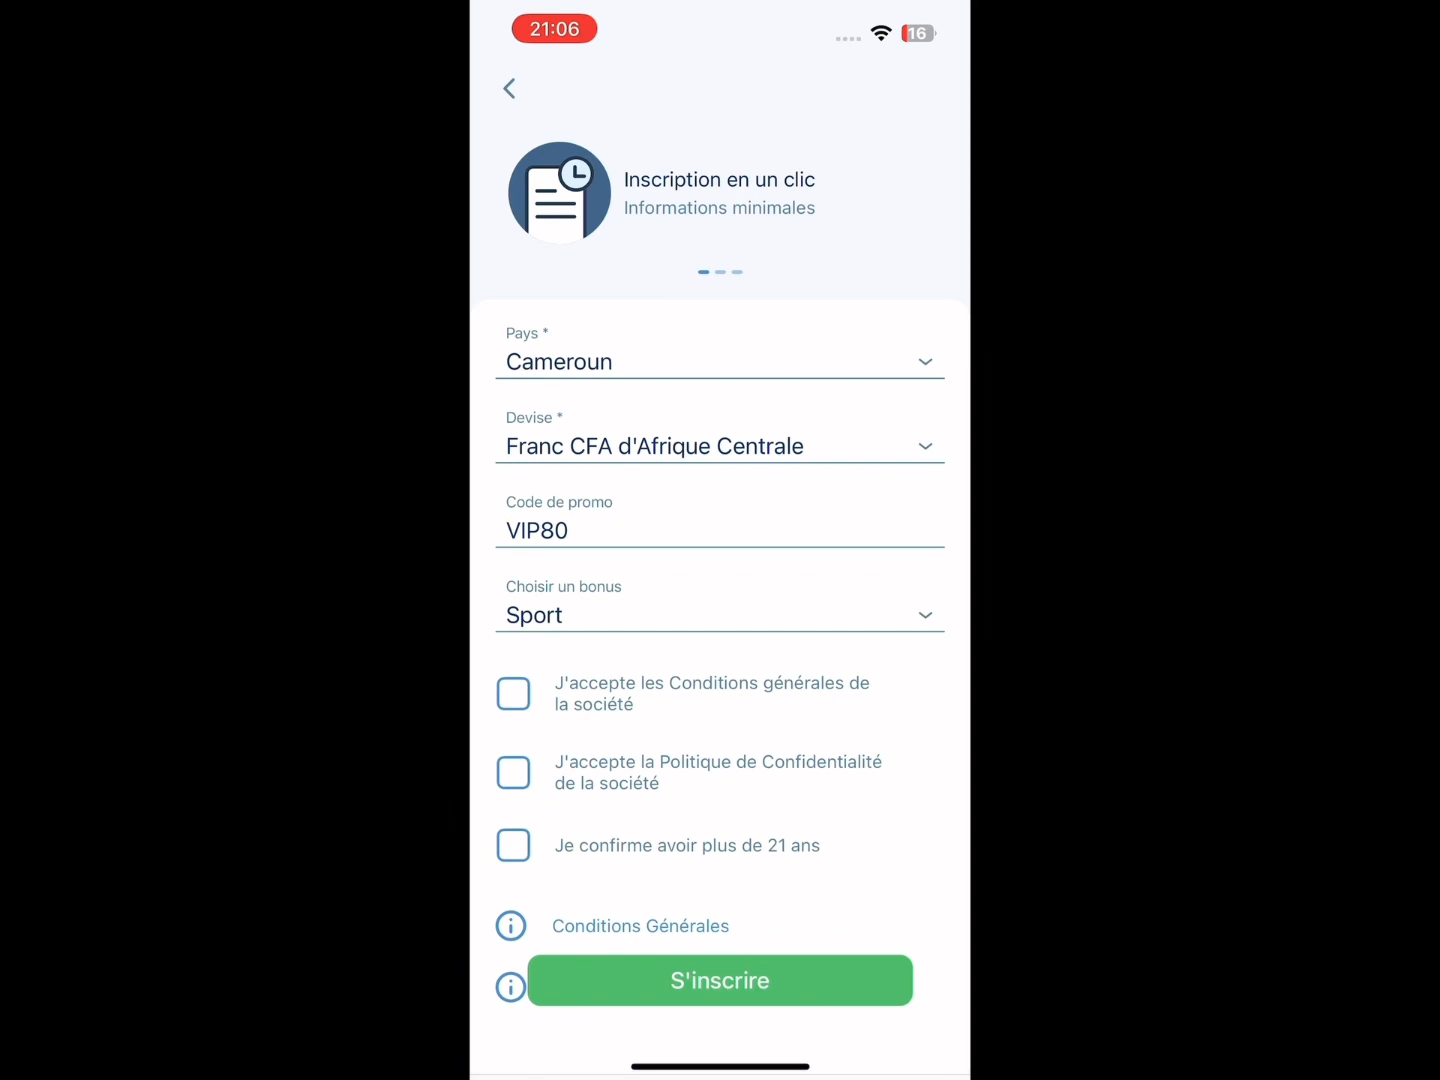 21:06
16
Inscription en un clic
Informations minimales
Pays *
Cameroun
Devise *
Franc CFA d'Afrique Centrale
Code de promo
VIP80
Choisir un bonus
Sport
J'accepte les Conditions générales de
la société
J'accepte la Politique de Confidentialité
de la société
Je confirme avoir plus de 21 ans
Conditions Générales
S'inscrire